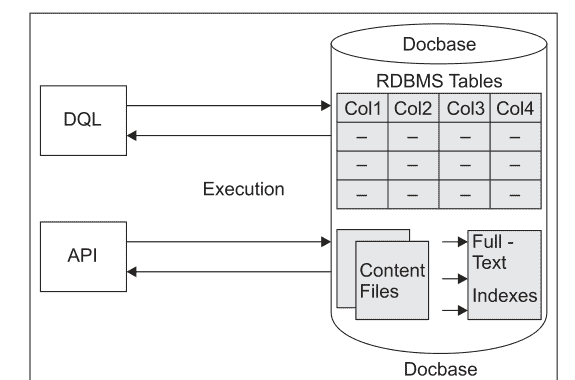 Docbase
RDBMS Tables
Col1 Col2 Col3 Col4
– – – –
– – – –
– – – –
DQL
Execution
API
Content
Files
Full -
Text
Indexes
Docbase